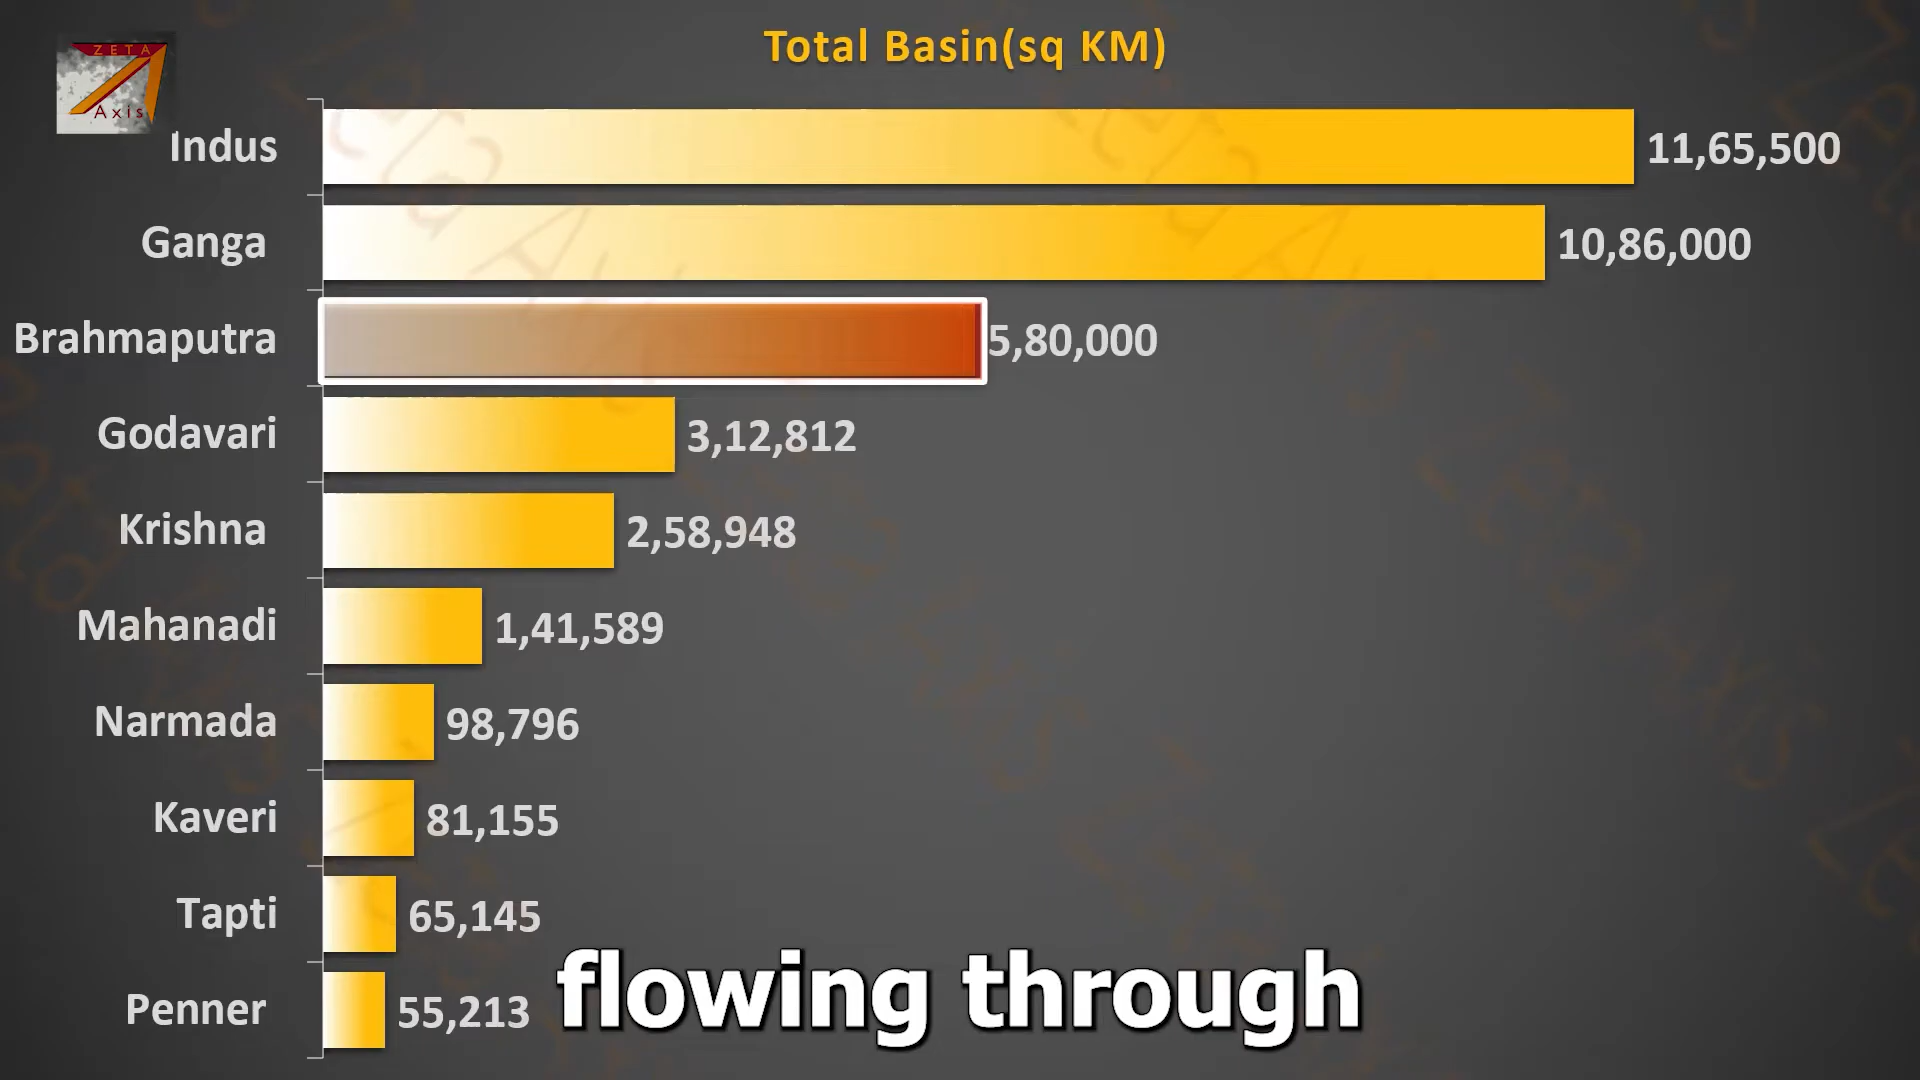 Total Basin(sq KM)
ZETA
Axis
Indus 11,65,500
Ganga 10,86,000
Brahmaputra 5,80,000
Godavari 3,12,812
Krishna 2,58,948
Mahanadi 1,41,589
Narmada 98,796
Kaveri 81,155
Tapti 65,145
Penner 55,213
flowing through